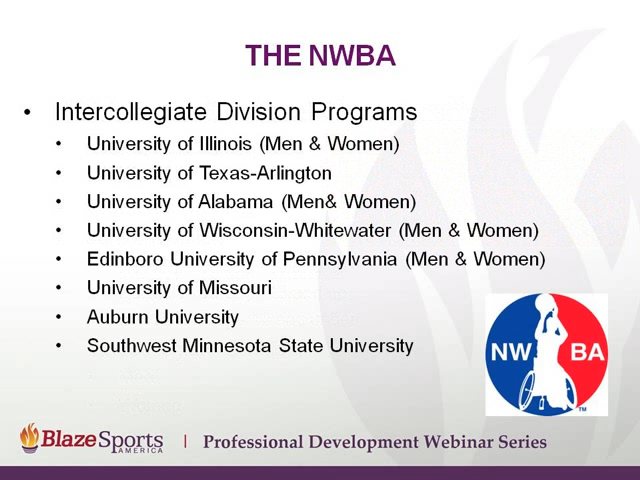 THE NWBA
• Intercollegiate Division Programs
• University of Illinois (Men & Women)
• University of Texas-Arlington
• University of Alabama (Men& Women)
• University of Wisconsin-Whitewater (Men & Women)
• Edinboro University of Pennsylvania (Men & Women)
• University of Missouri
• Auburn University
• Southwest Minnesota State University
NW BA
TM
BlazeSports | Professional Development Webinar Series
AMERICA